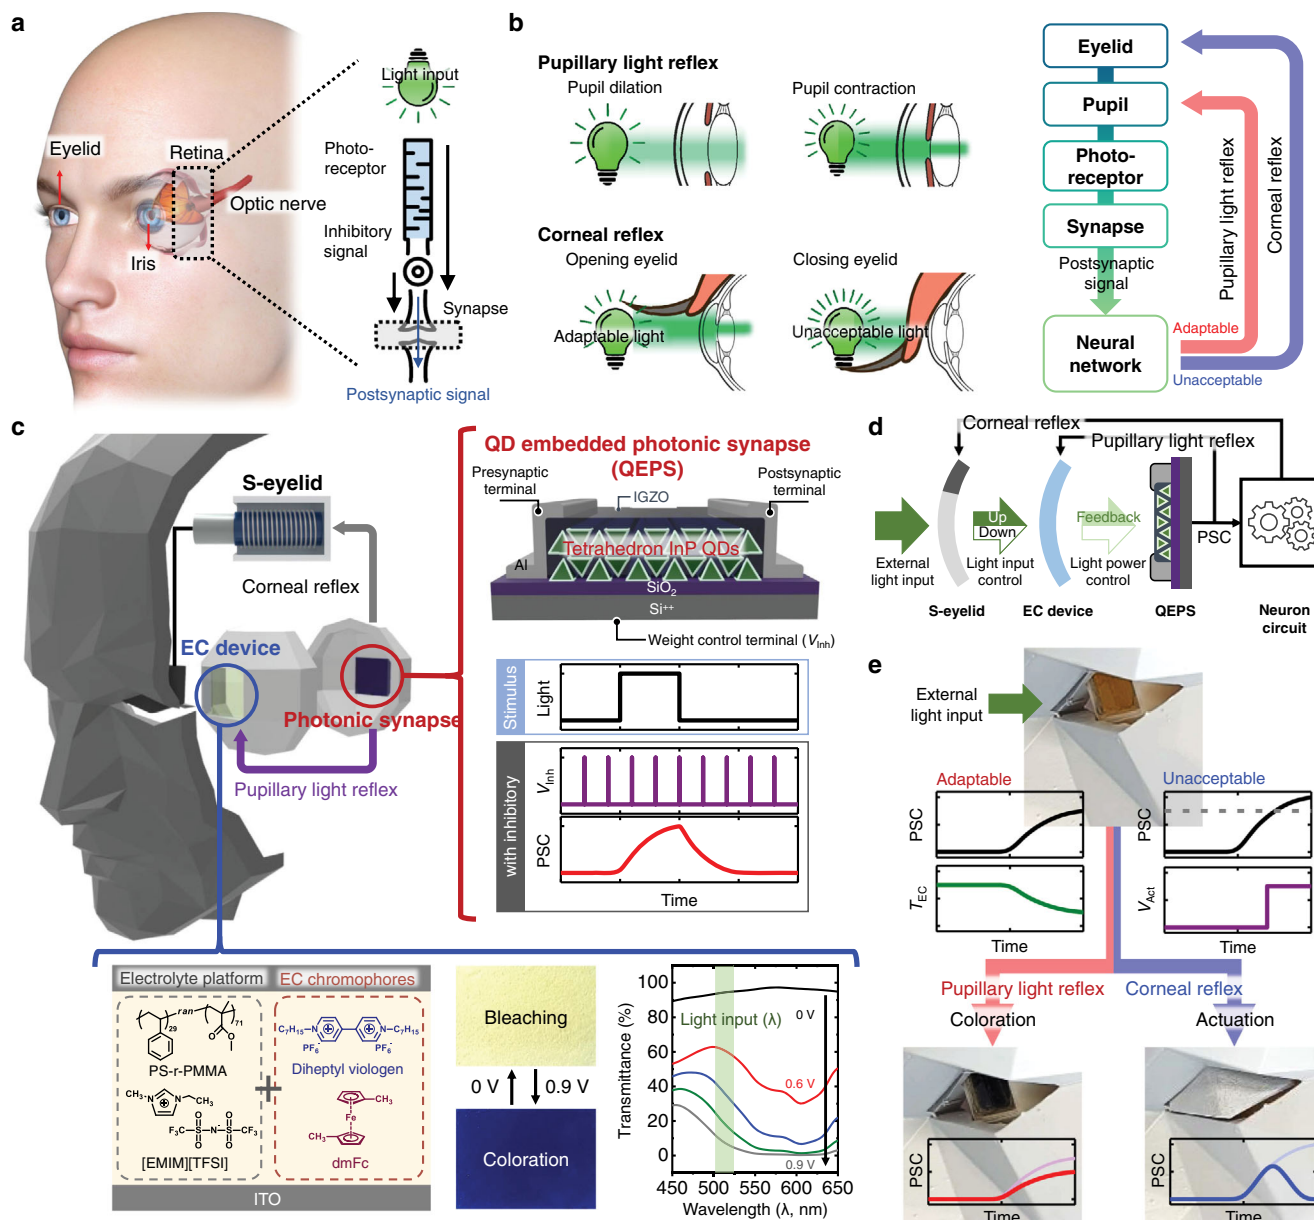 a
Light input
Eyelid
Retina
Photo-
receptor
Optic nerve
Inhibitory
signal
Iris
Synapse
Postsynaptic signal
b
Pupillary light reflex
Pupil dilation
Pupil contraction
Corneal reflex
Opening eyelid
Closing eyelid
Adaptable light
Unacceptable light
Eyelid
Pupil
Photo-
receptor
Synapse
Postsynaptic
signal
Neural
network
Adaptable
Unacceptable
Pupillary light reflex
Corneal reflex
c
S-eyelid
Corneal reflex
EC device
Photonic synapse
Pupillary light reflex
QD embedded photonic synapse
(QEPS)
Presynaptic
terminal
Postsynaptic
terminal
IGZO
Tetrahedron InP QDs
Al
SiO2
Si++
Weight control terminal (VInh)
Stimulus
Light
with inhibitory
VInh
PSC
Time
Electrolyte platform
EC chromophores
ran
29
71
O
O
PS-r-PMMA
CH3
N
N
CH3
F3C
S
N
S
CF3
O
O
O
O
[EMIM][TFSI]
+
C7H15
N
N
C7H15
PF6-
PF6-
Diheptyl viologen
CH3
Fe
CH3
dmFc
ITO
Bleaching
0 V
0.9 V
Coloration
Transmittance (%)
100
80
60
40
20
0
Light input (λ)
0 V
0.6 V
0.9 V
450
500
550
600
650
Wavelength (λ, nm)
d
Corneal reflex
Pupillary light reflex
Up
Down
Feedback
PSC
External
light input
Light input
control
Light power
control
S-eyelid
EC device
QEPS
Neuron
circuit
e
External
light input
Adaptable
Unacceptable
PSC
PSC
TEC
VAct
Time
Time
Pupillary light reflex
Corneal reflex
Coloration
Actuation
PSC
PSC
Time
Time